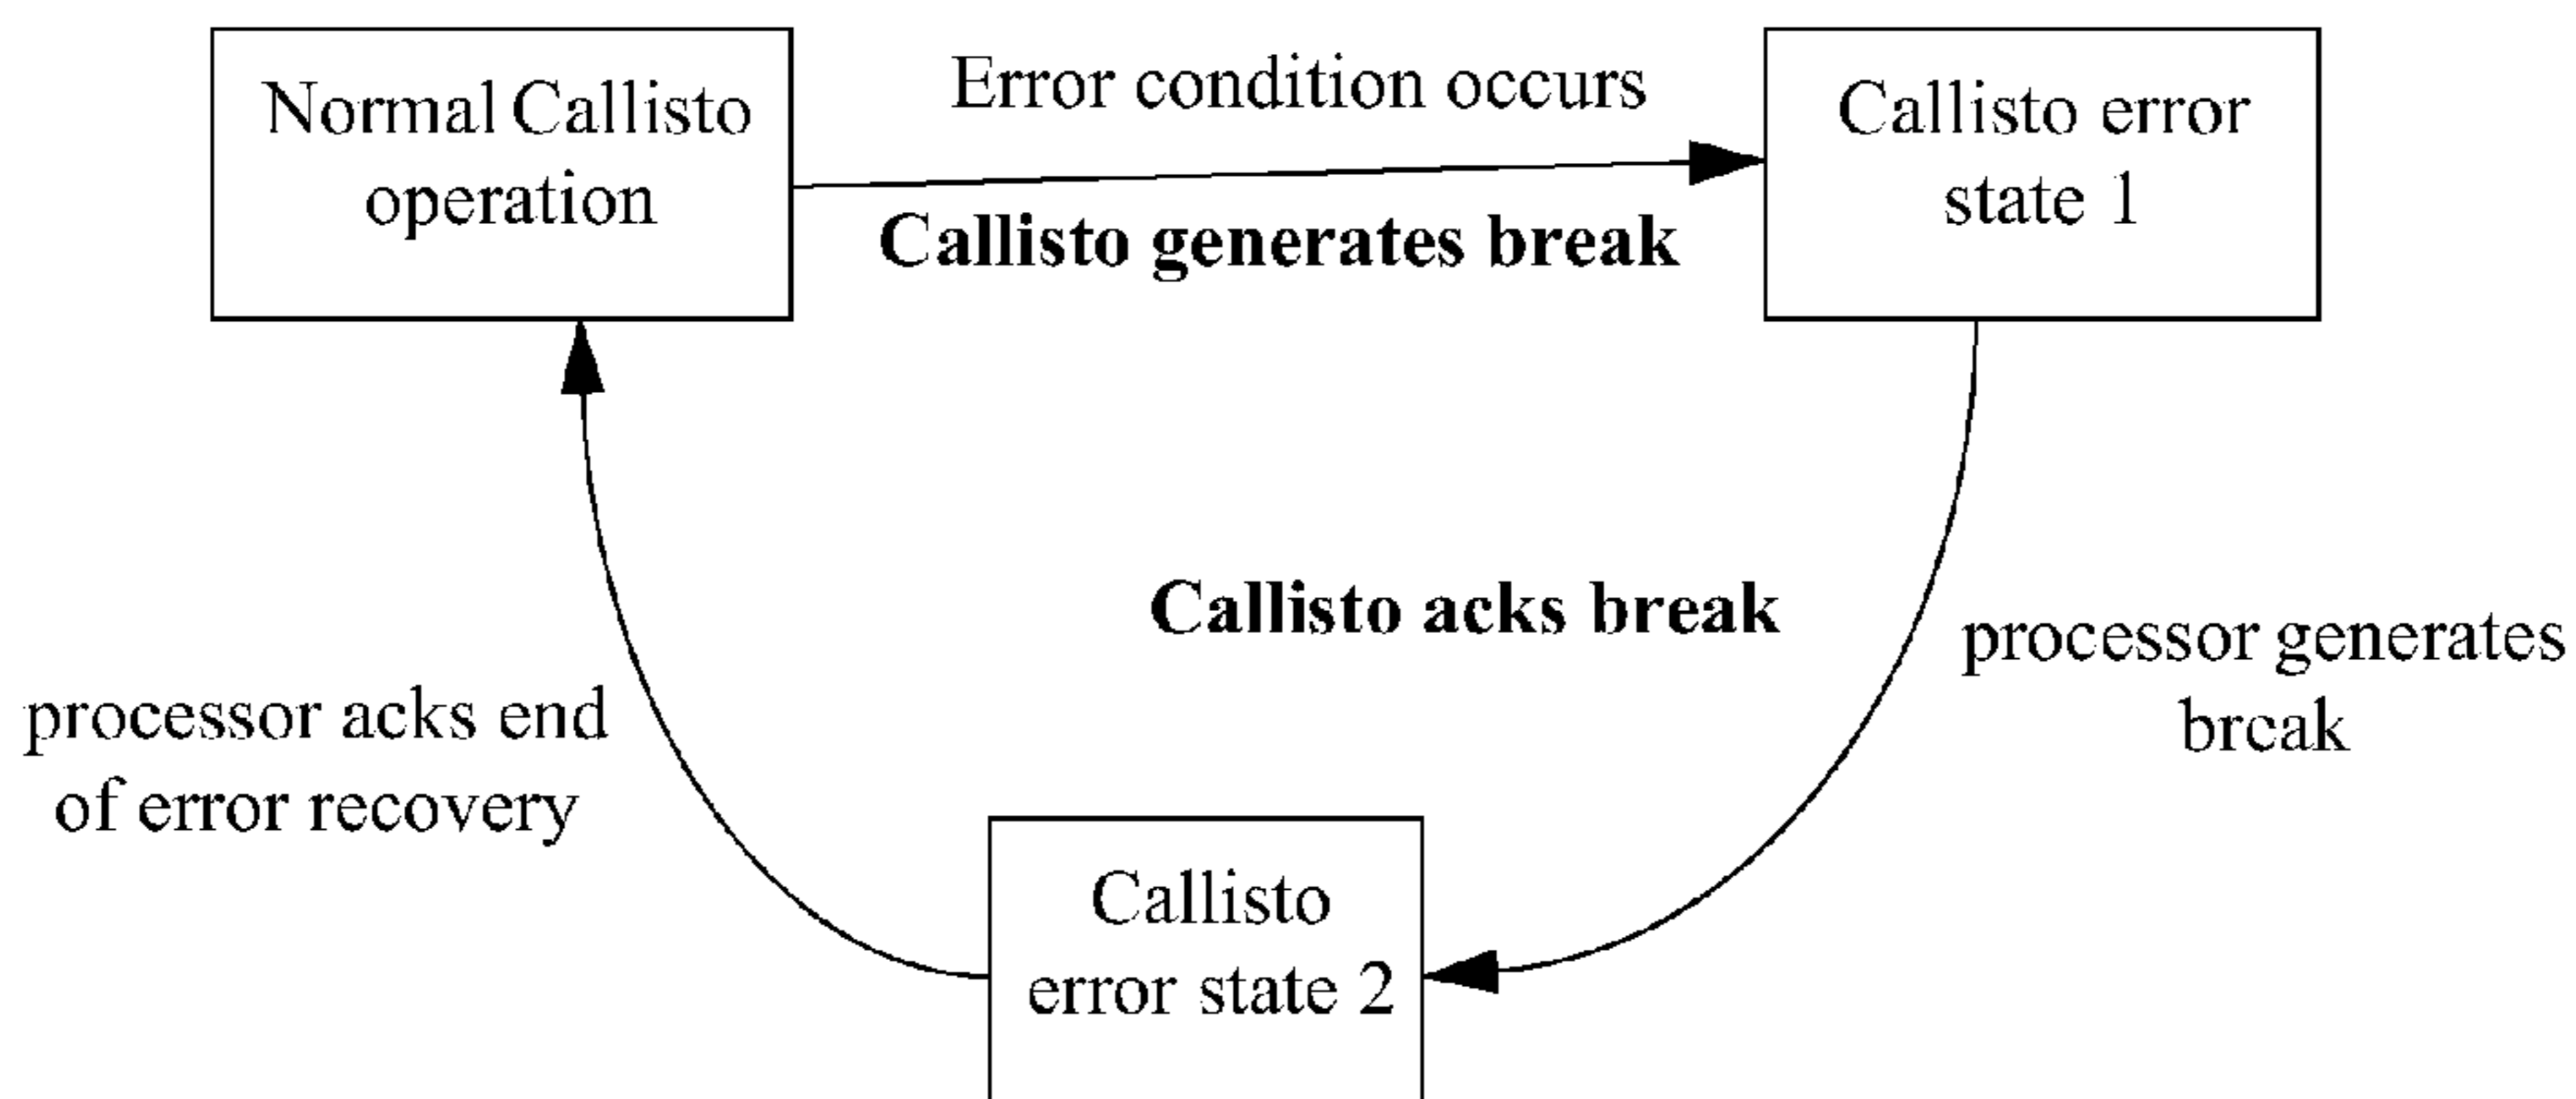 Normal Callisto
operation
Error condition occurs
Callisto generates break
Callisto error
state 1
Callisto acks break
processor generates
break
processor acks end
of error recovery
Callisto
error state 2